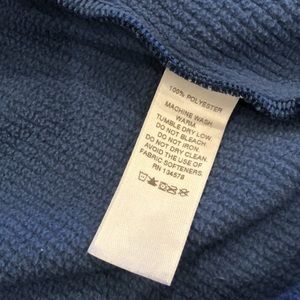 100% POLYESTER
MACHINE WASH
WARM.
TUMBLE DRY LOW.
DO NOT BLEACH.
DO NOT IRON.
DO NOT DRY CLEAN.
AVOID THE USE OF
FABRIC SOFTENERS.
RN 134578